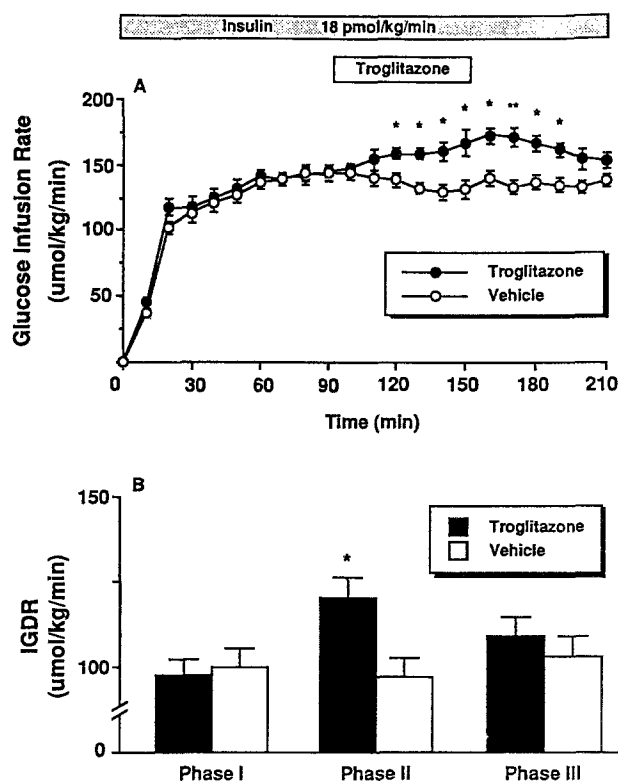 Insulin 18 pmol/kg/min
Troglitazone
A
200
* * * * * ** * *
150
100
50
0 30 60 90 120 150 180 210
Glucose Infusion Rate
(umol/kg/min)
Troglitazone
Vehicle
Time (min)
B
150
100
0
IGDR
(umol/kg/min)
Troglitazone
Vehicle
*
Phase I Phase II Phase III